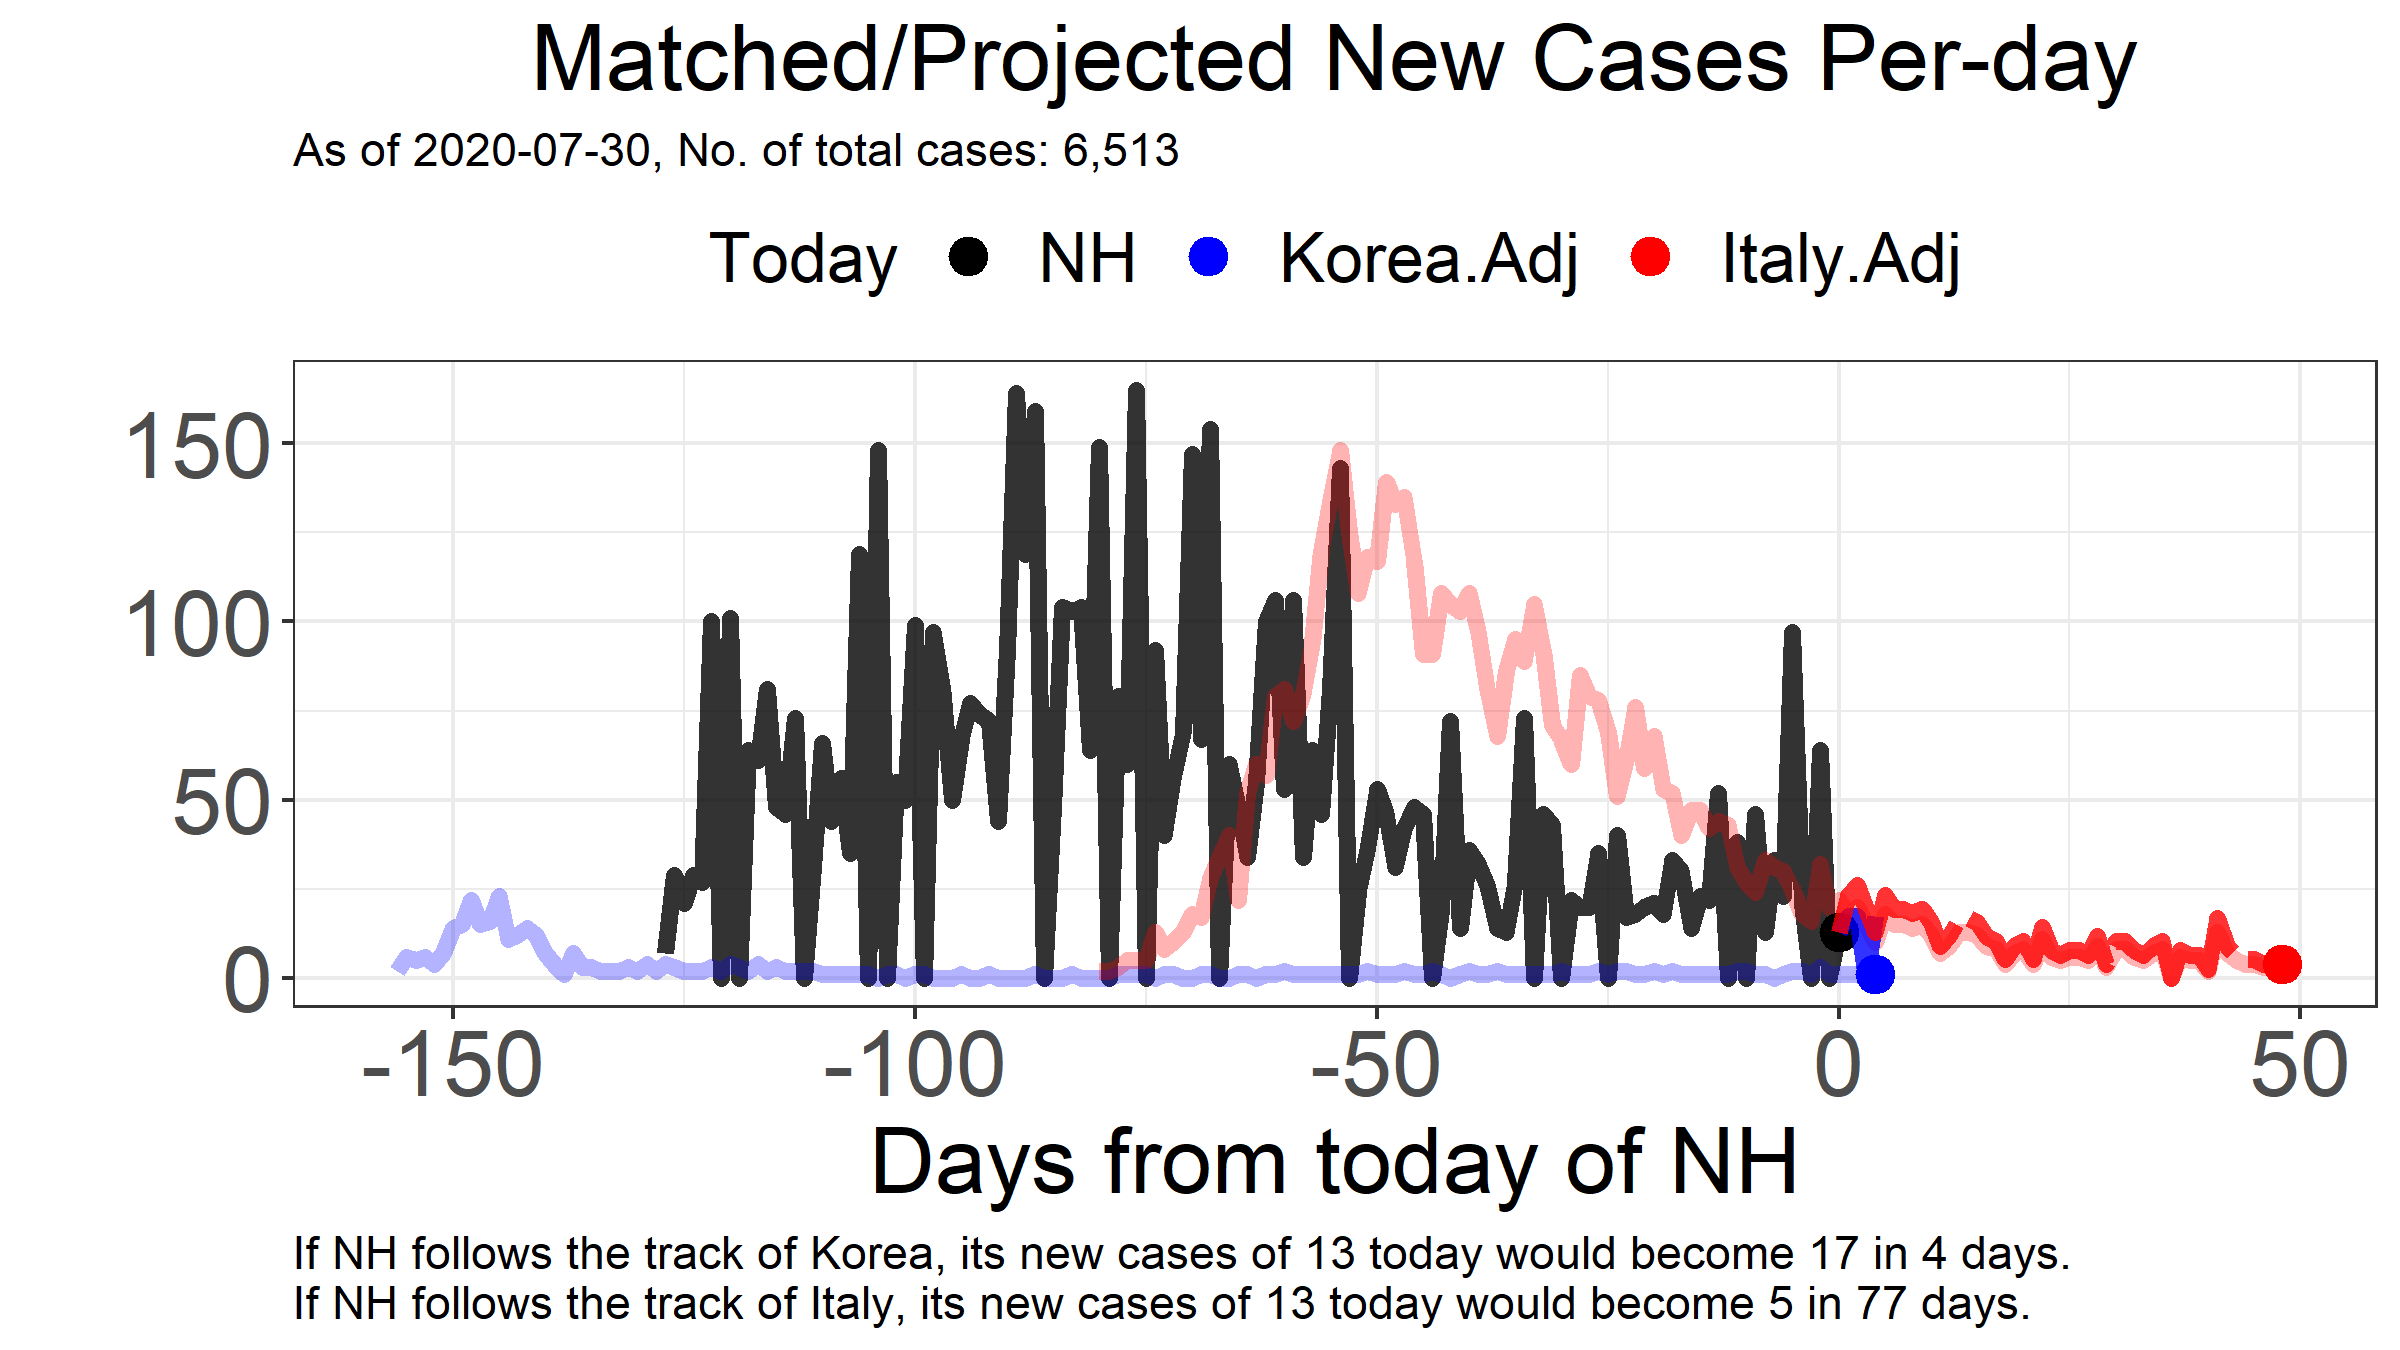 Matched/Projected New Cases Per-day
As of 2020-07-30, No. of total cases: 6,513
Today NH Korea.Adj Italy.Adj
150
100
50
0
-150 -100 -50 0 50
Days from today of NH
If NH follows the track of Korea, its new cases of 13 today would become 17 in 4 days.
If NH follows the track of Italy, its new cases of 13 today would become 5 in 77 days.